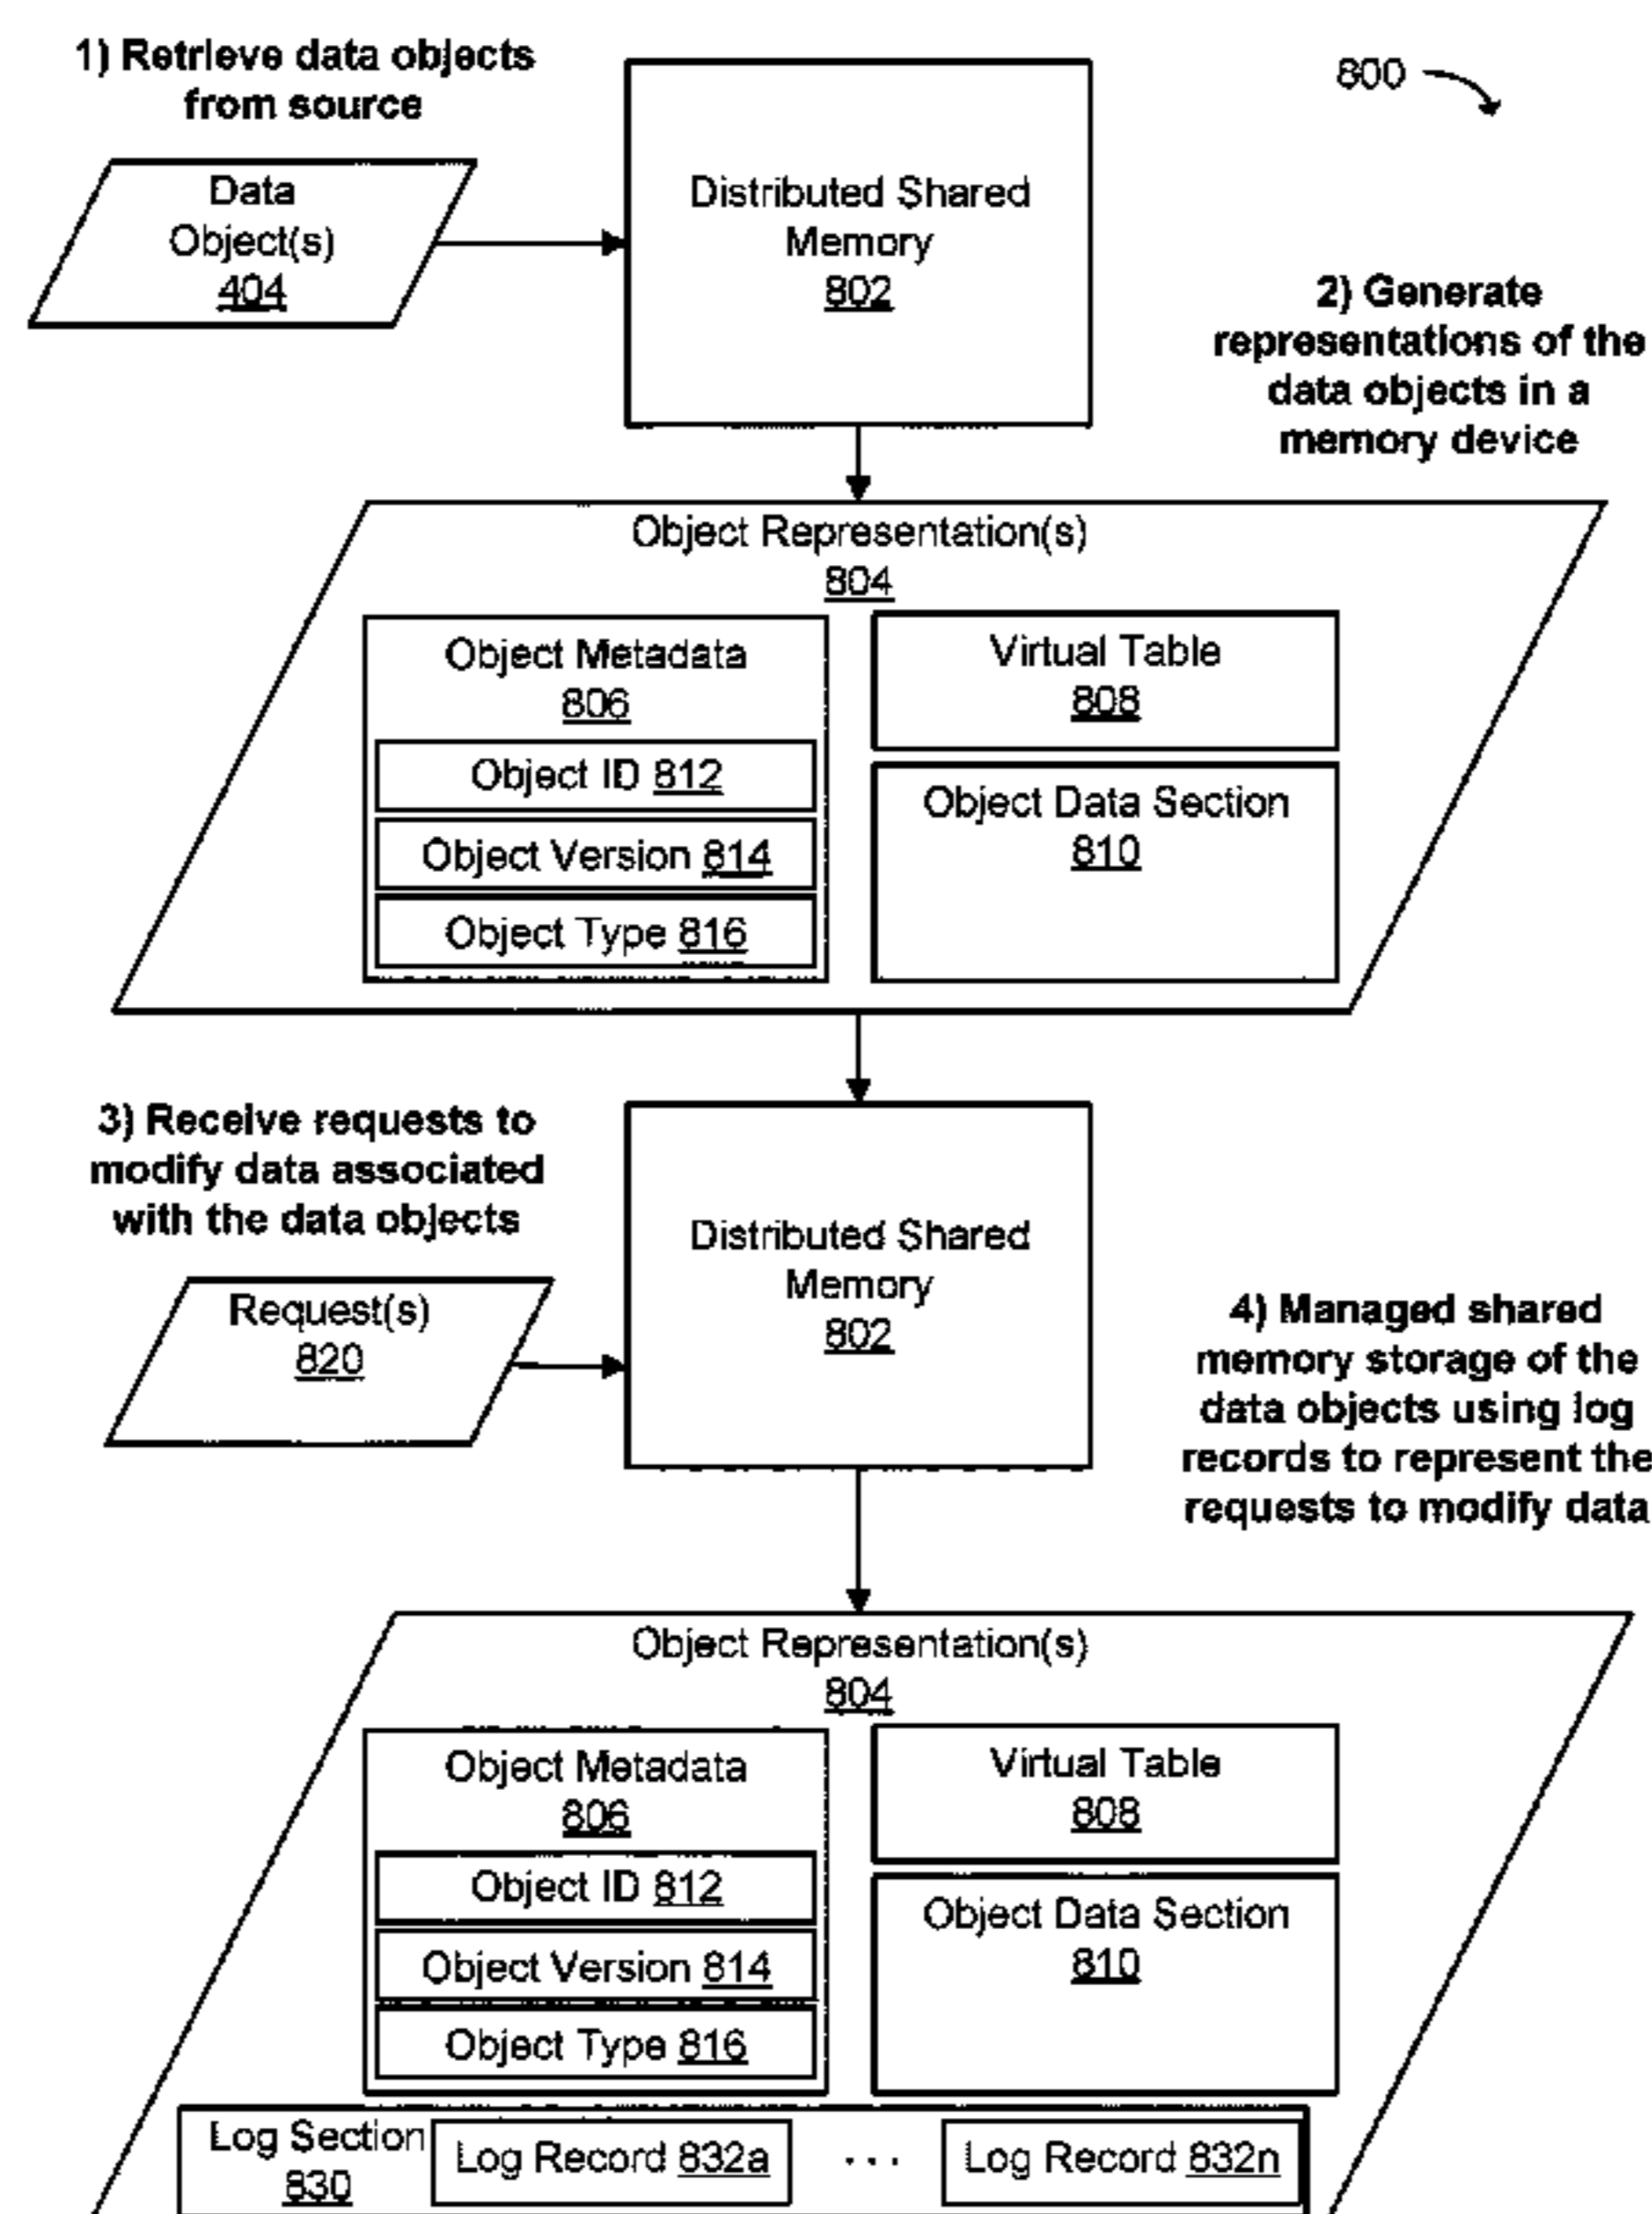 1) Retrieve data objects
from source
800
Data
Object(s)
404
Distributed Shared
Memory
802
2) Generate
representations of the
data objects in a
memory device
Object Representation(s)
804
Object Metadata
806
Object ID 812
Object Version 814
Object Type 816
Virtual Table
808
Object Data Section
810
3) Receive requests to
modify data associated
with the data objects
Request(s)
820
Distributed Shared
Memory
802
4) Managed shared
memory storage of the
data objects using log
records to represent the
requests to modify data
Object Representation(s)
804
Object Metadata
806
Object ID 812
Object Version 814
Object Type 816
Virtual Table
808
Object Data Section
810
Log Section
830
Log Record 832a
...
Log Record 832n